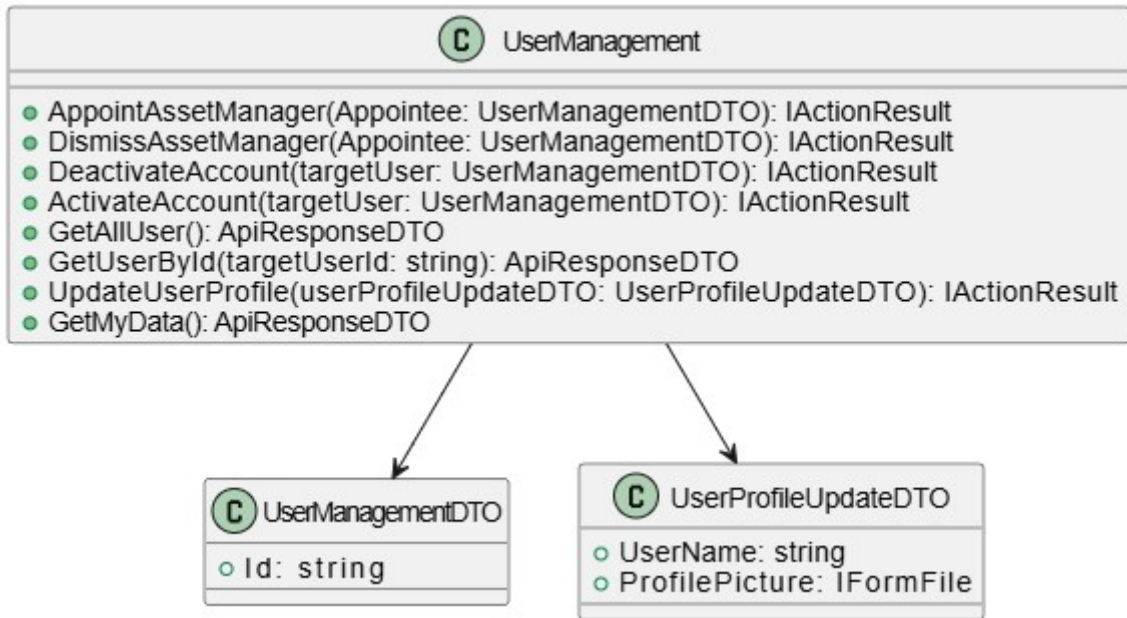 C UserManagement
AppointAssetManager(Appointee: UserManagementDTO): IActionResult
DismissAssetManager(Appointee: UserManagementDTO): IActionResult
DeactivateAccount(targetUser: UserManagementDTO): IActionResult
ActivateAccount(targetUser: UserManagementDTO): IActionResult
GetAllUser(): ApiResponseDTO
GetUserById(targetUserId: string): ApiResponseDTO
UpdateUserProfile(userProfileUpdateDTO: UserProfileUpdateDTO): IActionResult
GetMyData(): ApiResponseDTO
C UserManagementDTO
Id: string
C UserProfileUpdateDTO
UserName: string
ProfilePicture: IFormFile